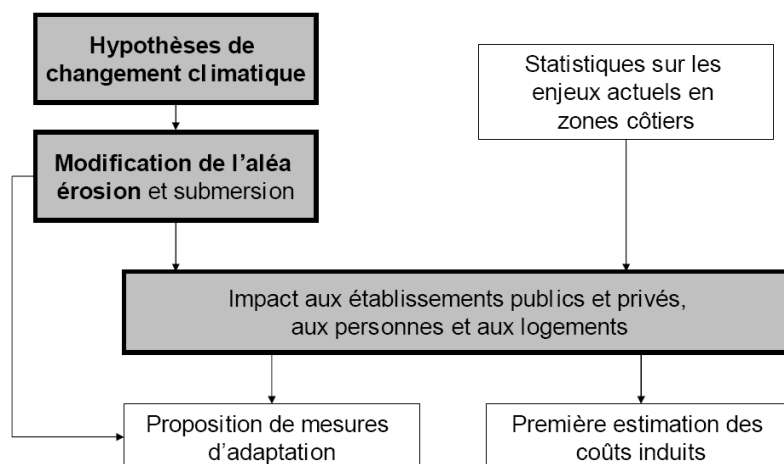 Hypothèses de
changement climatique
Statistiques sur les
enjeux actuels en
zones côtiers
Modification de l'aléa
érosion et submersion
Impact aux établissements publics et privés,
aux personnes et aux logements
Proposition de mesures
d'adaptation
Première estimation des
coûts induits